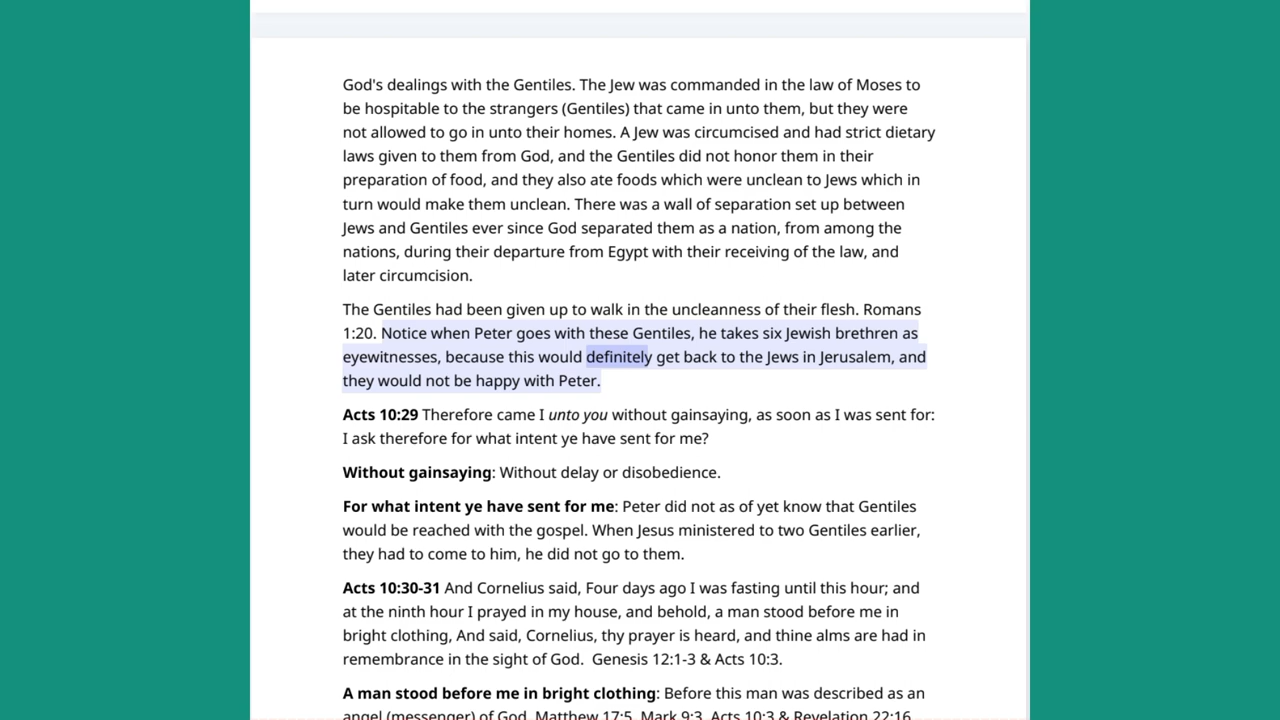 God's dealings with the Gentiles. The Jew was commanded in the law of Moses to
be hospitable to the strangers (Gentiles) that came in unto them, but they were
not allowed to go in unto their homes. A Jew was circumcised and had strict dietary
laws given to them from God, and the Gentiles did not honor them in their
preparation of food, and they also ate foods which were unclean to Jews which in
turn would make them unclean. There was a wall of separation set up between
Jews and Gentiles ever since God separated them as a nation, from among the
nations, during their departure from Egypt with their receiving of the law, and
later circumcision.
The Gentiles had been given up to walk in the uncleanness of their flesh. Romans
1:20. Notice when Peter goes with these Gentiles, he takes six Jewish brethren as
eyewitnesses, because this would definitely get back to the Jews in Jerusalem, and
they would not be happy with Peter.
Acts 10:29 Therefore came I unto you without gainsaying, as soon as I was sent for:
I ask therefore for what intent ye have sent for me?
Without gainsaying: Without delay or disobedience.
For what intent ye have sent for me: Peter did not as of yet know that Gentiles
would be reached with the gospel. When Jesus ministered to two Gentiles earlier,
they had to come to him, he did not go to them.
Acts 10:30-31 And Cornelius said, Four days ago I was fasting until this hour; and
at the ninth hour I prayed in my house, and behold, a man stood before me in
bright clothing, And said, Cornelius, thy prayer is heard, and thine alms are had in
remembrance in the sight of God.  Genesis 12:1-3 & Acts 10:3.
A man stood before me in bright clothing: Before this man was described as an
angel (messenger) of God. Matthew 17:5, Mark 9:3, Acts 10:3 & Revelation 22:16